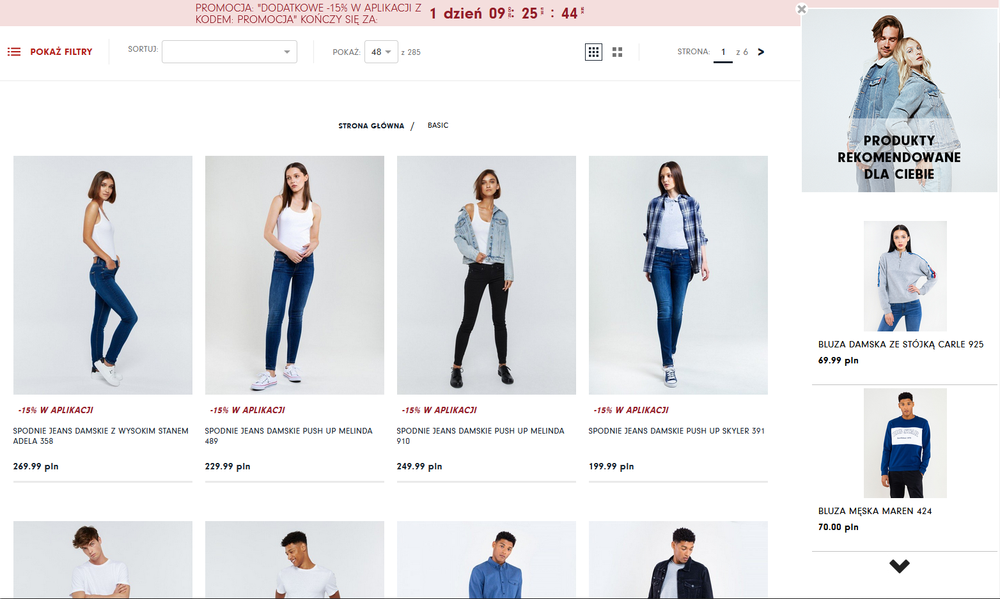 PROMOCJA: "DODATKOWE -15% W APLIKACJI Z
KODEM: PROMOCJA" KOŃCZY SIĘ ZA:
1 dzień 09 : 25 : 44
POKAŻ FILTRY
SORTUJ:
POKAŻ: 48 z 285
STRONA: 1 z 6 >
STRONA GŁÓWNA / BASIC
-15% W APLIKACJI
SPODNIE JEANS DAMSKIE Z WYSOKIM STANEM
ADELA 358
269.99 pln
-15% W APLIKACJI
SPODNIE JEANS DAMSKIE PUSH UP MELINDA
489
229.99 pln
-15% W APLIKACJI
SPODNIE JEANS DAMSKIE PUSH UP MELINDA
910
249.99 pln
-15% W APLIKACJI
SPODNIE JEANS DAMSKIE PUSH UP SKYLER 391
199.99 pln
PRODUKTY
REKOMENDOWANE
DLA CIEBIE
BLUZA DAMSKA ZE STÓJKĄ CARLE 925
69.99 pln
BIG STAR
BLUZA MĘSKA MAREN 424
70.00 pln